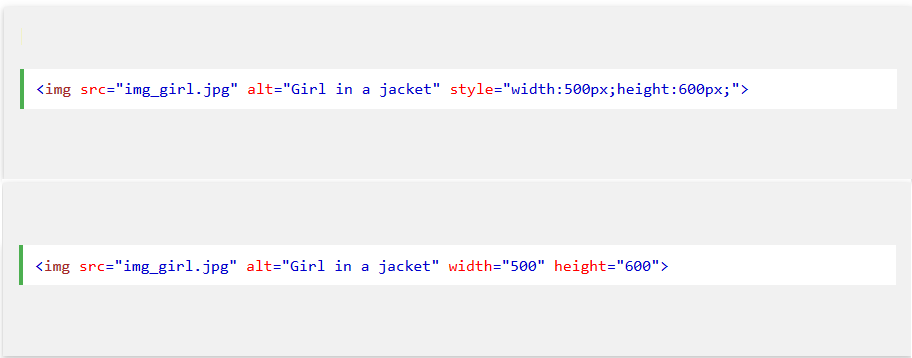 <img src="img_girl.jpg" alt="Girl in a jacket" style="width:500px;height:600px;">
<img src="img_girl.jpg" alt="Girl in a jacket" width="500" height="600">